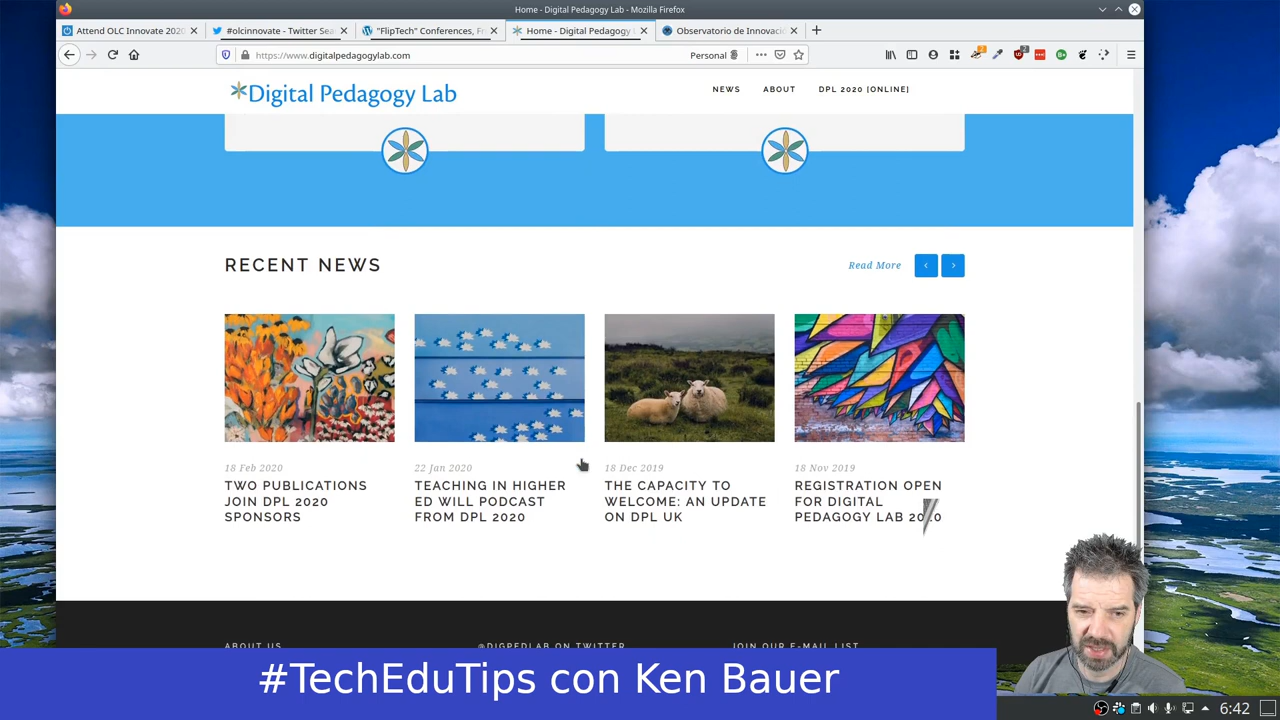 Home - Digital Pedagogy Lab - Mozilla Firefox
Attend OLC Innovate 2020
#olcinnovate - Twitter Sea
"FlipTech" Conferences, Fr
Home - Digital Pedagogy L
Observatorio de Innovació
https://www.digitalpedagogylab.com
Personal
Digital Pedagogy Lab
NEWS
ABOUT
DPL 2020 [ONLINE]
RECENT NEWS
Read More
18 Feb 2020
TWO PUBLICATIONS
JOIN DPL 2020
SPONSORS
22 Jan 2020
TEACHING IN HIGHER
ED WILL PODCAST
FROM DPL 2020
18 Dec 2019
THE CAPACITY TO
WELCOME: AN UPDATE
ON DPL UK
18 Nov 2019
REGISTRATION OPEN
FOR DIGITAL
PEDAGOGY LAB 2020
ABOUT US
@DIGPEDLAB ON TWITTER
JOIN OUR E-MAIL LIST
#TechEduTips con Ken Bauer
6:42